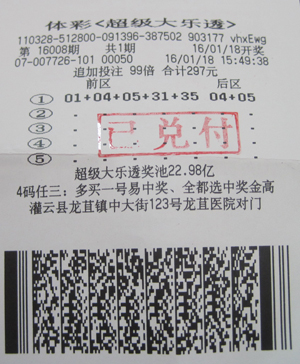 体彩《超级大乐透》
110328-512800-091396-387502 903177 vhxEwg
第 16008期 共1期 16/01/18开奖
07-007726-101 00050 16/01/18 15:49:38
追加投注 99倍 合计297元
前区 后区
① 01+04+05+31+35 04+05
②
③
④
⑤
已兑付
超级大乐透奖池22.98亿
4码任三：多买一号易中奖、全都选中奖金高
灌云县龙苴镇中大街123号龙苴医院对门